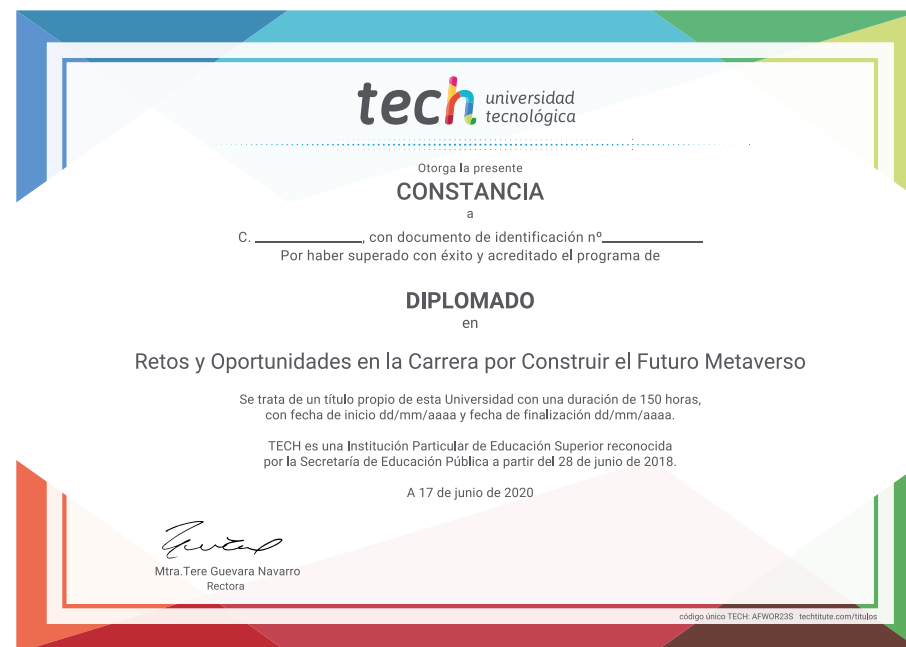 tech universidad
tecnológica
Otorga la presente
CONSTANCIA
a
C. ____________, con documento de identificación nº____________
Por haber superado con éxito y acreditado el programa de
DIPLOMADO
en
Retos y Oportunidades en la Carrera por Construir el Futuro Metaverso
Se trata de un título propio de esta Universidad con una duración de 150 horas,
con fecha de inicio dd/mm/aaaa y fecha de finalización dd/mm/aaaa.
TECH es una Institución Particular de Educación Superior reconocida
por la Secretaría de Educación Pública a partir del 28 de junio de 2018.
A 17 de junio de 2020
Mtra.Tere Guevara Navarro
Rectora
código único TECH: AFWOR23S techtitute.com/titulos